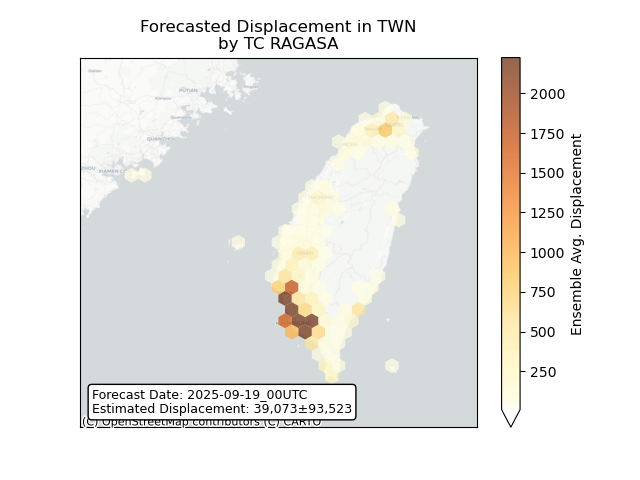 Forecasted Displacement in TWN
by TC RAGASA
PUTIAN
Forecast Date: 2025-09-19_00UTC
Estimated Displacement: 39,073±93,523
(C) OpenStreetMap contributors (C) CARTO
2000
1750
1500
1250
1000
750
500
250
Ensemble Avg. Displacement